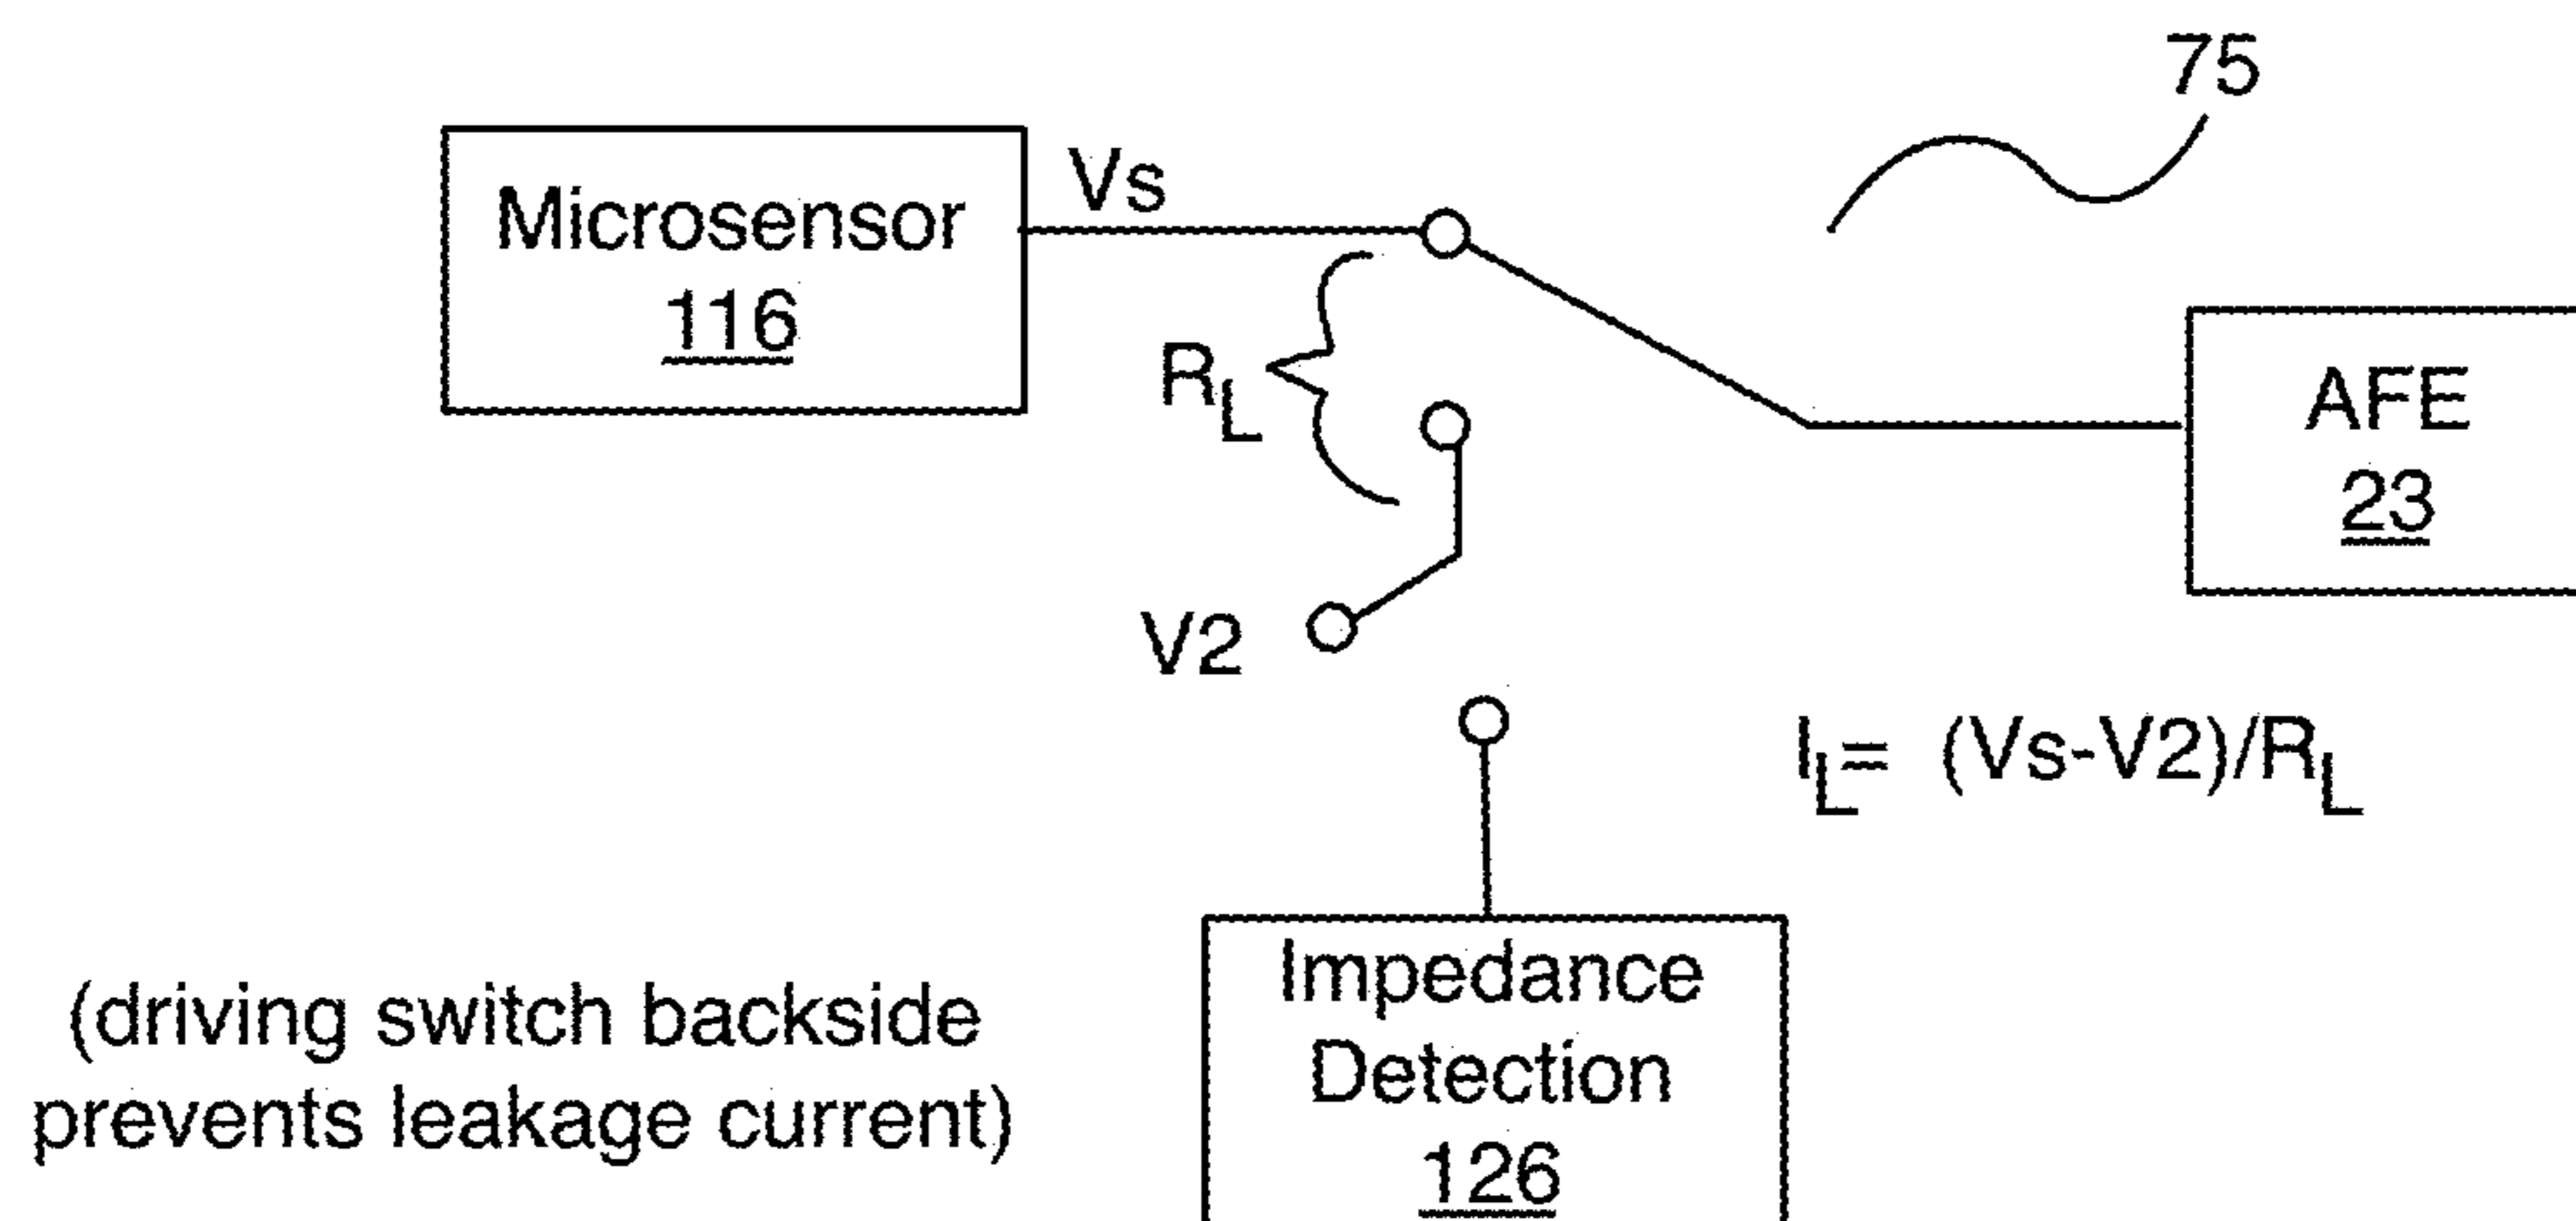 75
Microsensor
116
Vs
RL
AFE
23
V2
IL= (Vs-V2)/RL
Impedance
Detection
126
(driving switch backside
prevents leakage current)